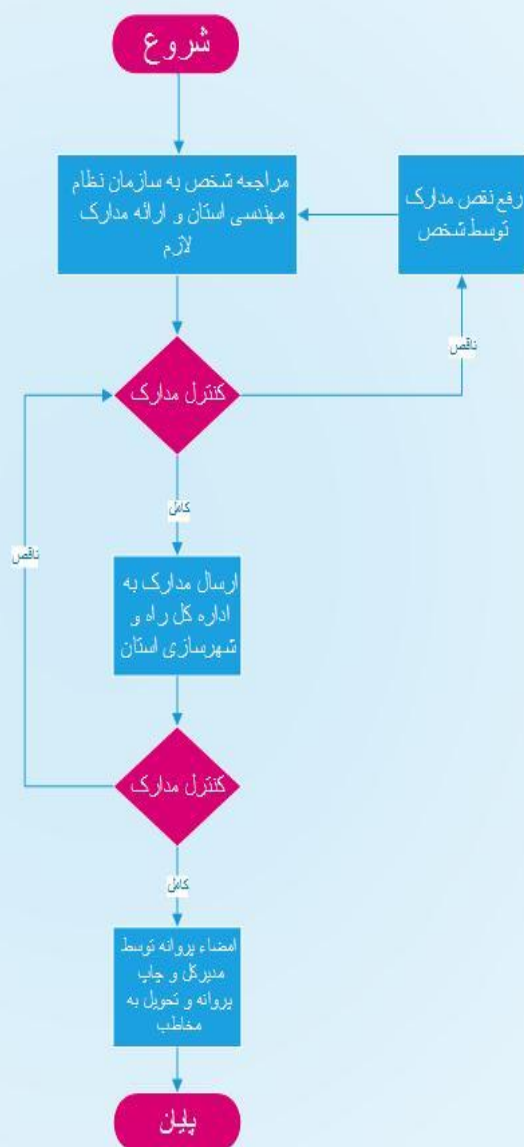 شروع
مراجعه شخص به سازمان نظام
مهندسی استان و ارائه مدارک
لازم
رفع نقص مدارک
توسط شخص
ناقص
کنترل مدارک
کامل
ناقص
ارسال مدارک به
اداره کل راه و
شهرسازی استان
کنترل مدارک
کامل
امضاء پروانه توسط
مدیرکل و چاپ
پروانه و تحویل به
مخاطب
پایان